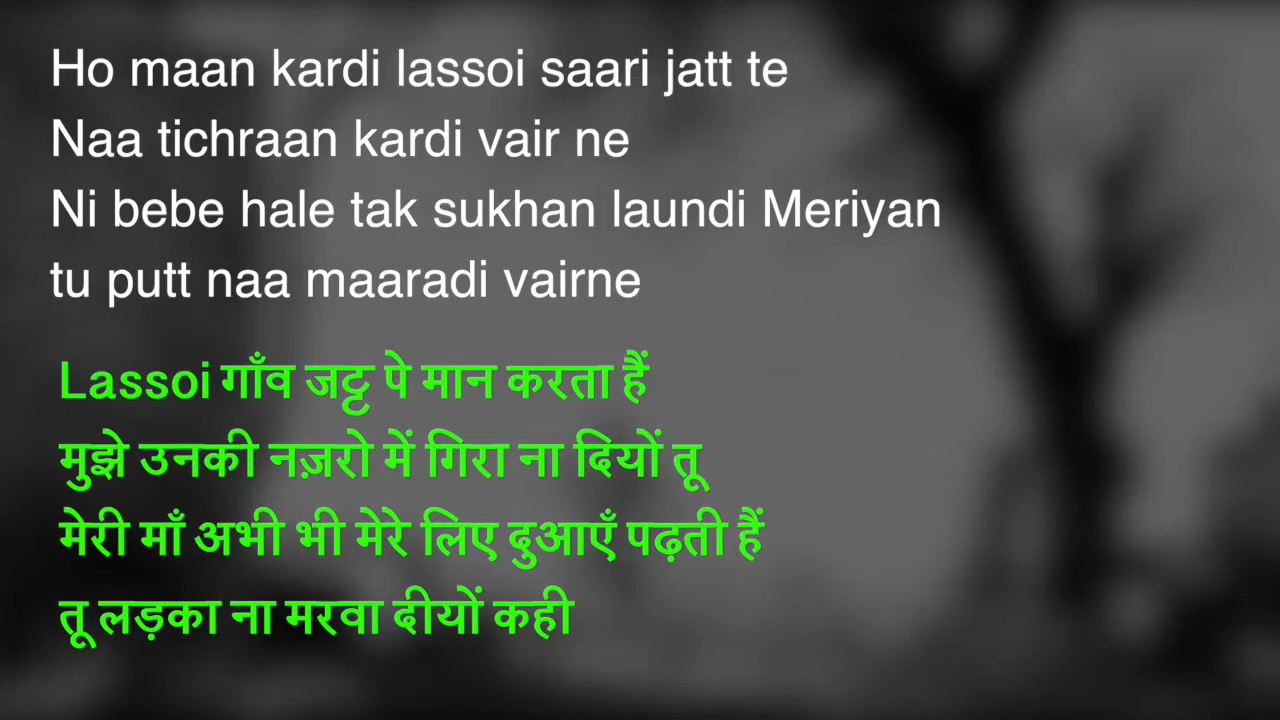 Ho maan kardi lassoi saari jatt te
Naa tichraan kardi vair ne
Ni bebe hale tak sukhan laundi Meriyan
tu putt naa maaradi vairne
Lassoi गाँव जट्ट पे मान करता हैं
मुझे उनकी नज़रो में गिरा ना दियों तू
मेरी माँ अभी भी मेरे लिए दुआएँ पढ़ती हैं
तू लड़का ना मरवा दीयों कही